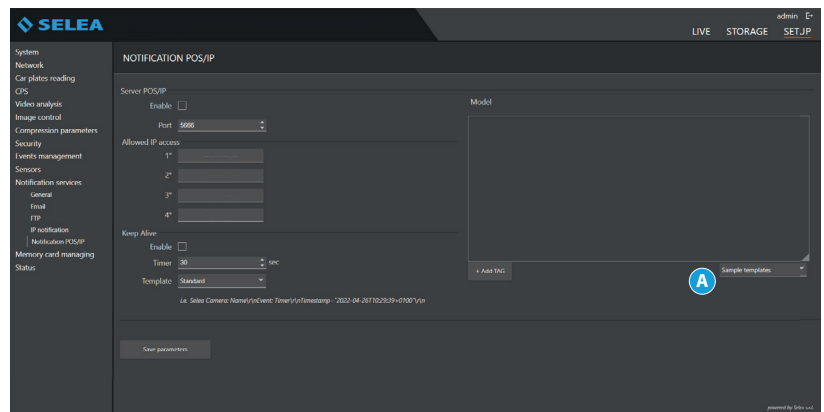 SELEA
admin
LIVE STORAGE SETUP
System
Network
Car plates reading
CPS
Video analysis
Image control
Compression parameters
Security
Events management
Sensors
Notification services
General
Email
FTP
IP notification
Notification POS/IP
Memory card managing
Status
NOTIFICATION POS/IP
Server POS/IP
Enable
Port 5666
Allowed IP access
1°
2°
3°
4°
Keep Alive
Enable
Timer 30 sec
Template Standard
i.e. Selea Camera: Name\r\nEvent: Timer\r\nTimestamp - "2022-04-26T10:29:39+0100"\r\n
Model
+ Add TAG
A
Sample templates
Save parameters
powered by Selea s.r.l.